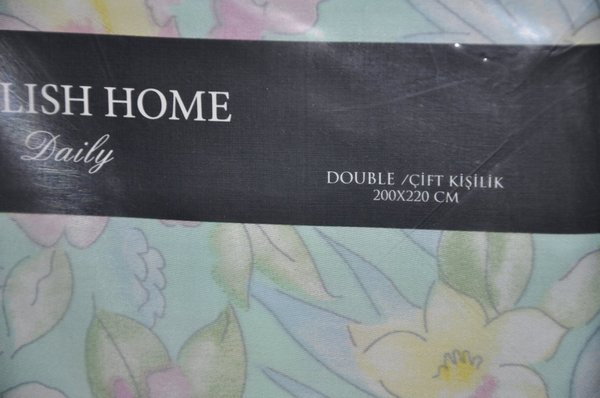 LISH HOME
Daily
DOUBLE /ÇİFT KİŞİLİK
200X220 CM